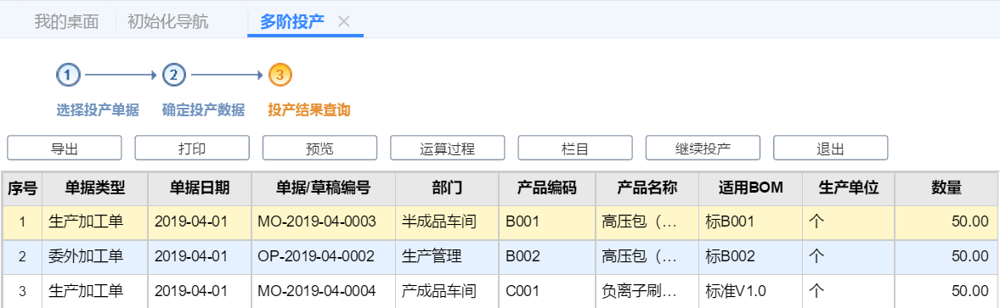 我的桌面 初始化导航 多阶投产
1 2 3
选择投产单据 确定投产数据 投产结果查询
导出 打印 预览 运算过程 栏目 继续投产 退出
序号 单据类型 单据日期 单据/草稿编号 部门 产品编码 产品名称 适用BOM 生产单位 数量
1 生产加工单 2019-04-01 MO-2019-04-0003 半成品车间 B001 高压包（… 标B001 个 50.00
2 委外加工单 2019-04-01 OP-2019-04-0002 生产管理 B002 高压包（… 标B002 个 50.00
3 生产加工单 2019-04-01 MO-2019-04-0004 产成品车间 C001 负离子刷… 标准V1.0 个 50.00